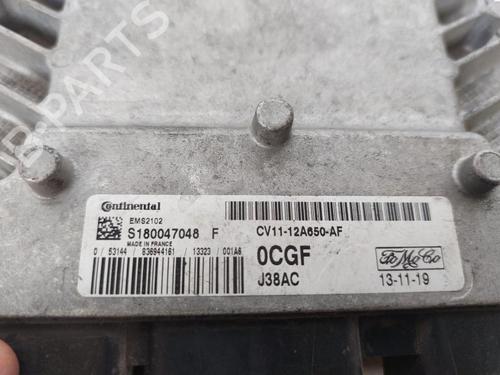 B-PARTS
Continental
EMS2102
S180047048 F
MADE IN FRANCE
0 / 53144 / 836944161 / 13323 / 001A6
CV11-12A650-AF
0CGF
J38AC
FoMoCo
13-11-19